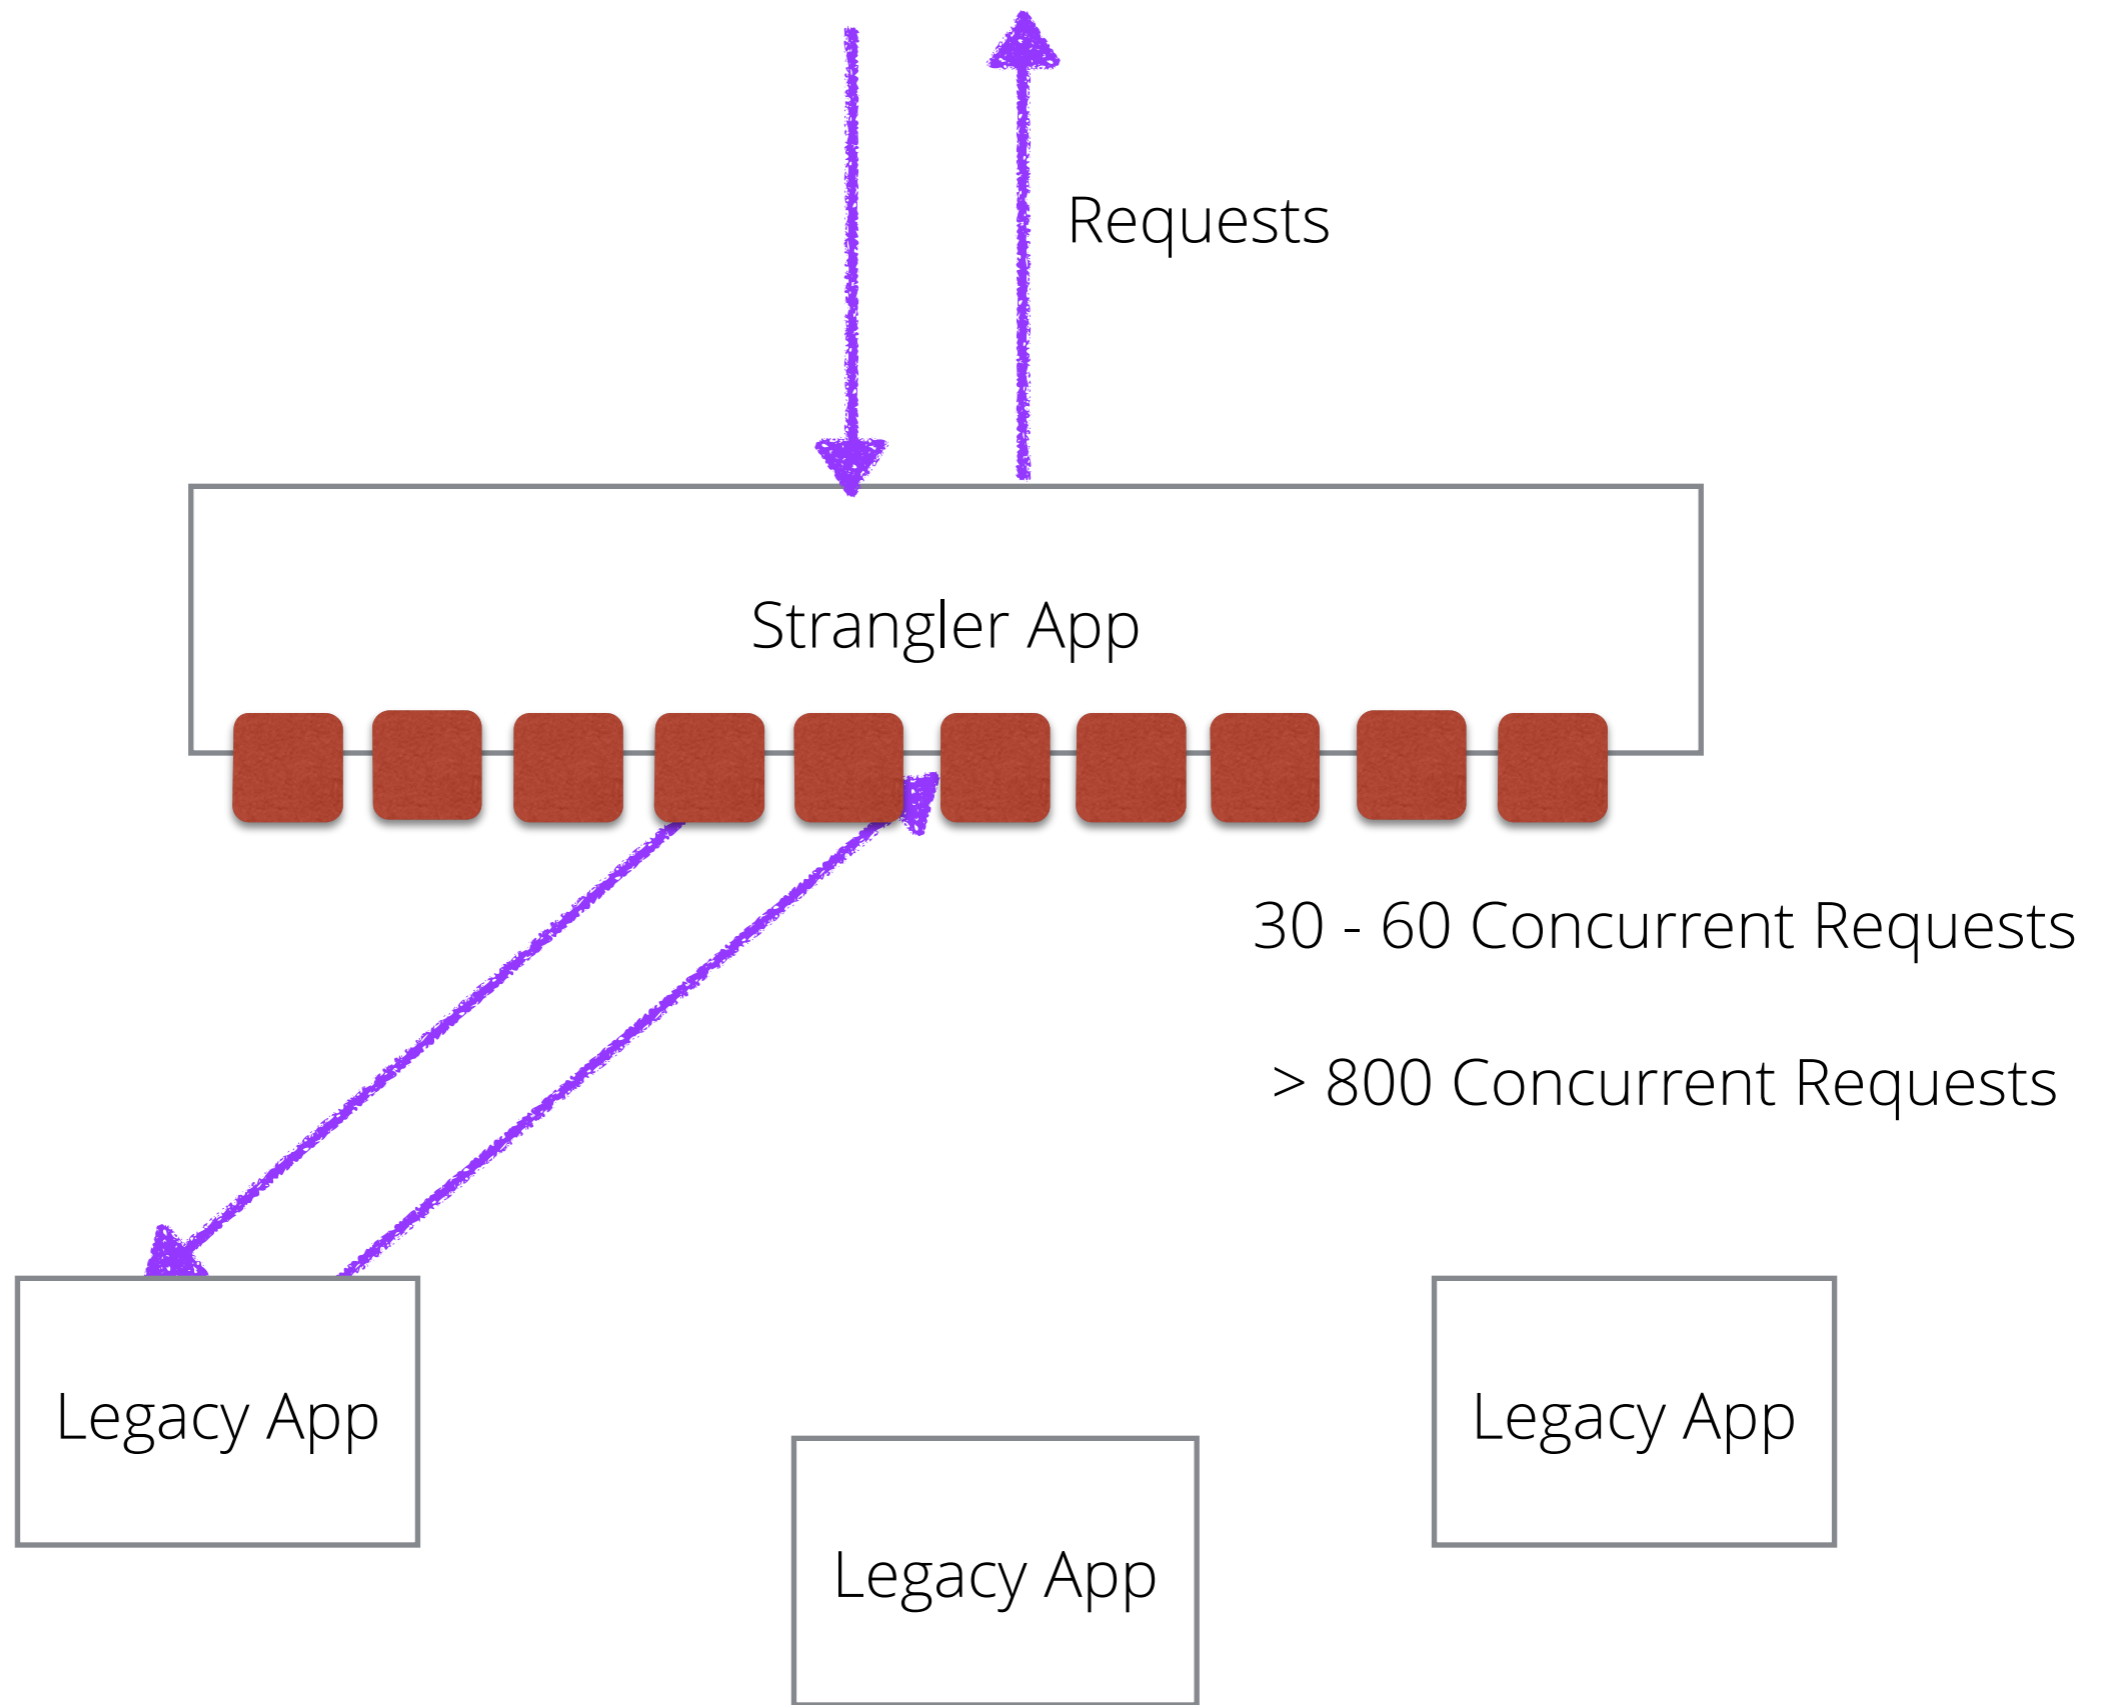 Requests
Strangler App
30 - 60 Concurrent Requests
> 800 Concurrent Requests
Legacy App
Legacy App
Legacy App